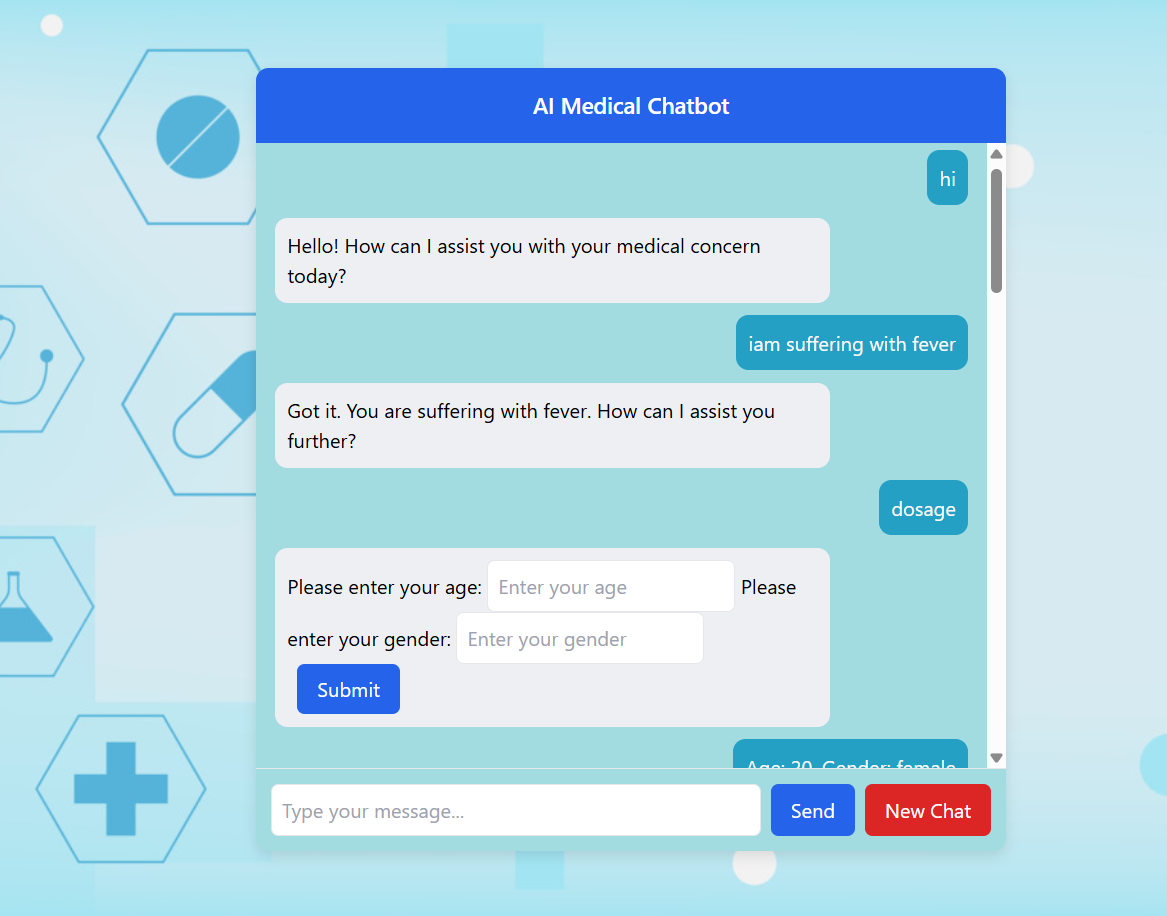 AI Medical Chatbot
hi
Hello! How can I assist you with your medical concern
today?
iam suffering with fever
Got it. You are suffering with fever. How can I assist you
further?
dosage
Please enter your age: Enter your age Please
enter your gender: Enter your gender
Submit
Age: 20, Gender: female
Type your message... Send New Chat